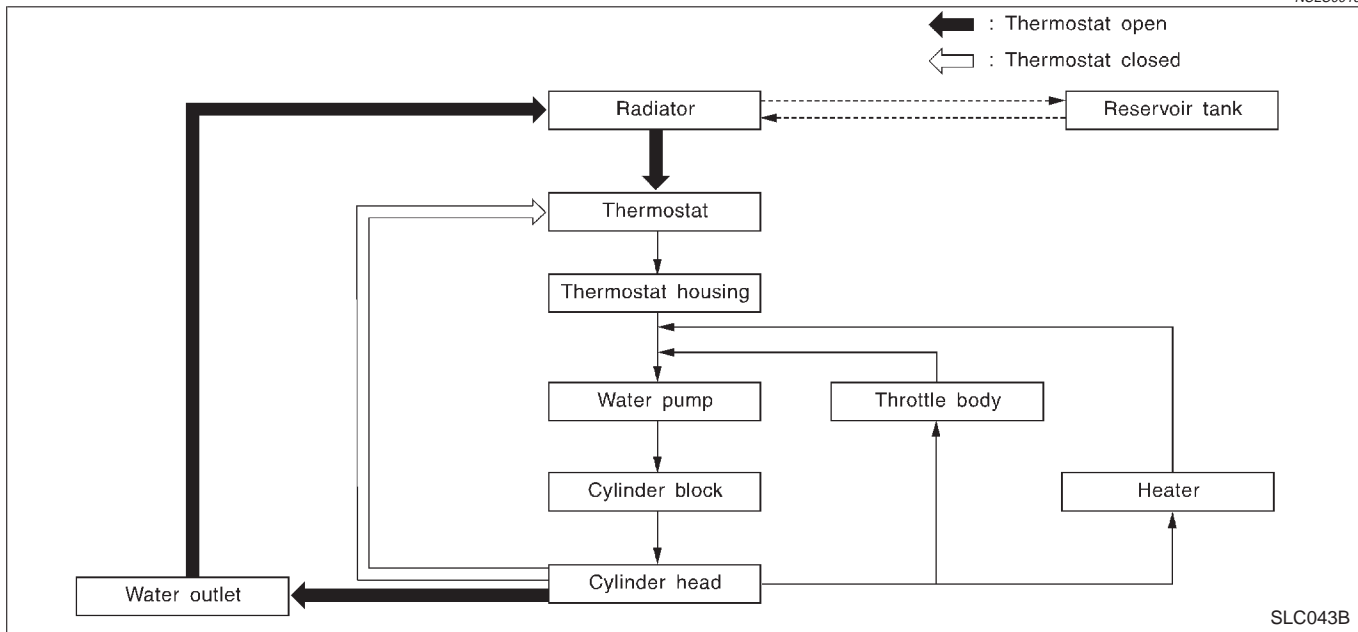 : Thermostat open
: Thermostat closed
Radiator
Reservoir tank
Thermostat
Thermostat housing
Water pump
Throttle body
Cylinder block
Heater
Cylinder head
Water outlet
SLC043B